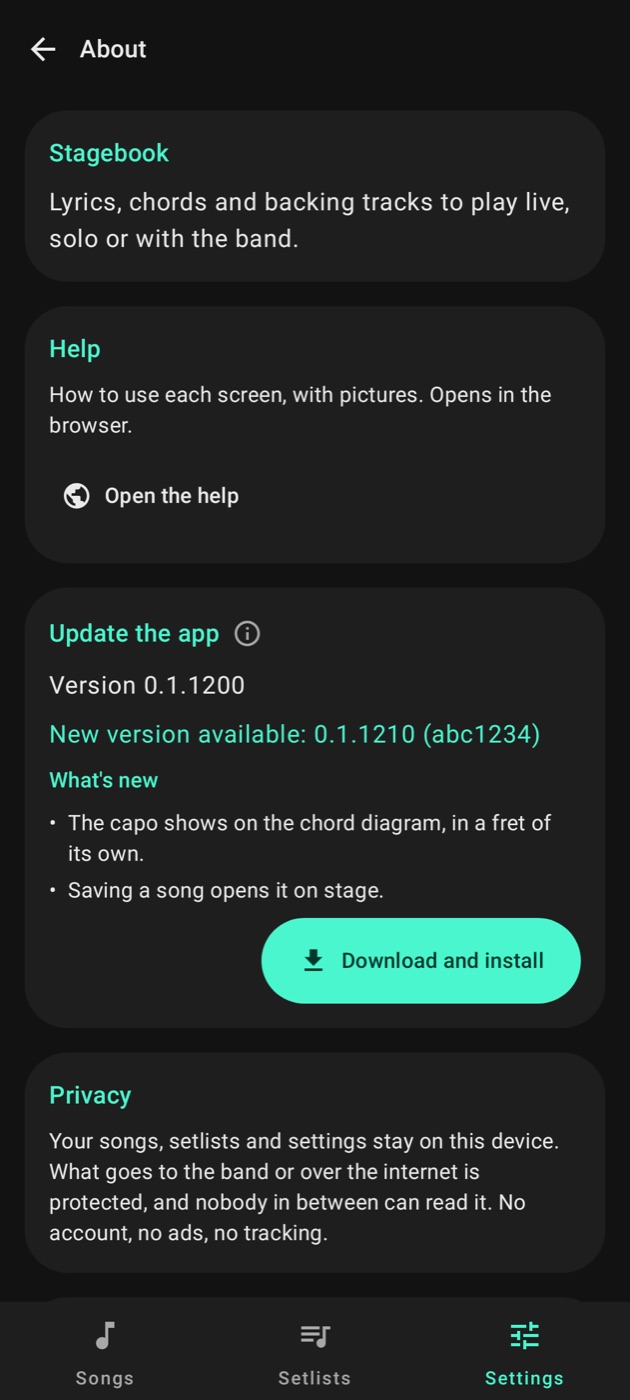 About
Stagebook
Lyrics, chords and backing tracks to play live,
solo or with the band.
Help
How to use each screen, with pictures. Opens in the
browser.
Open the help
Update the app
Version 0.1.1200
New version available: 0.1.1210 (abc1234)
What's new
• The capo shows on the chord diagram, in a fret of
its own.
• Saving a song opens it on stage.
Download and install
Privacy
Your songs, setlists and settings stay on this device.
What goes to the band or over the internet is
protected, and nobody in between can read it. No
account, no ads, no tracking.
Songs
Setlists
Settings